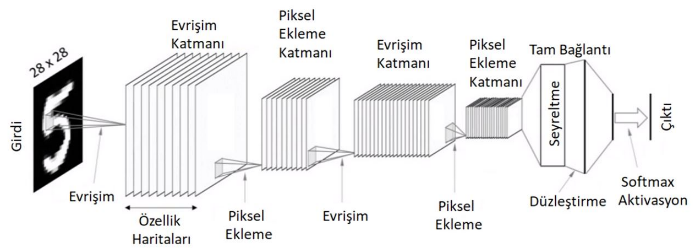 Evrişim
Katmanı
Piksel
Ekleme
Katmanı
Evrişim
Katmanı
Piksel
Ekleme
Katmanı
Tam Bağlantı
28 x 28
Girdi
Seyreltme
Çıktı
Evrişim
Özellik
Haritaları
Piksel
Ekleme
Evrişim
Piksel
Ekleme
Düzleştirme
Softmax
Aktivasyon